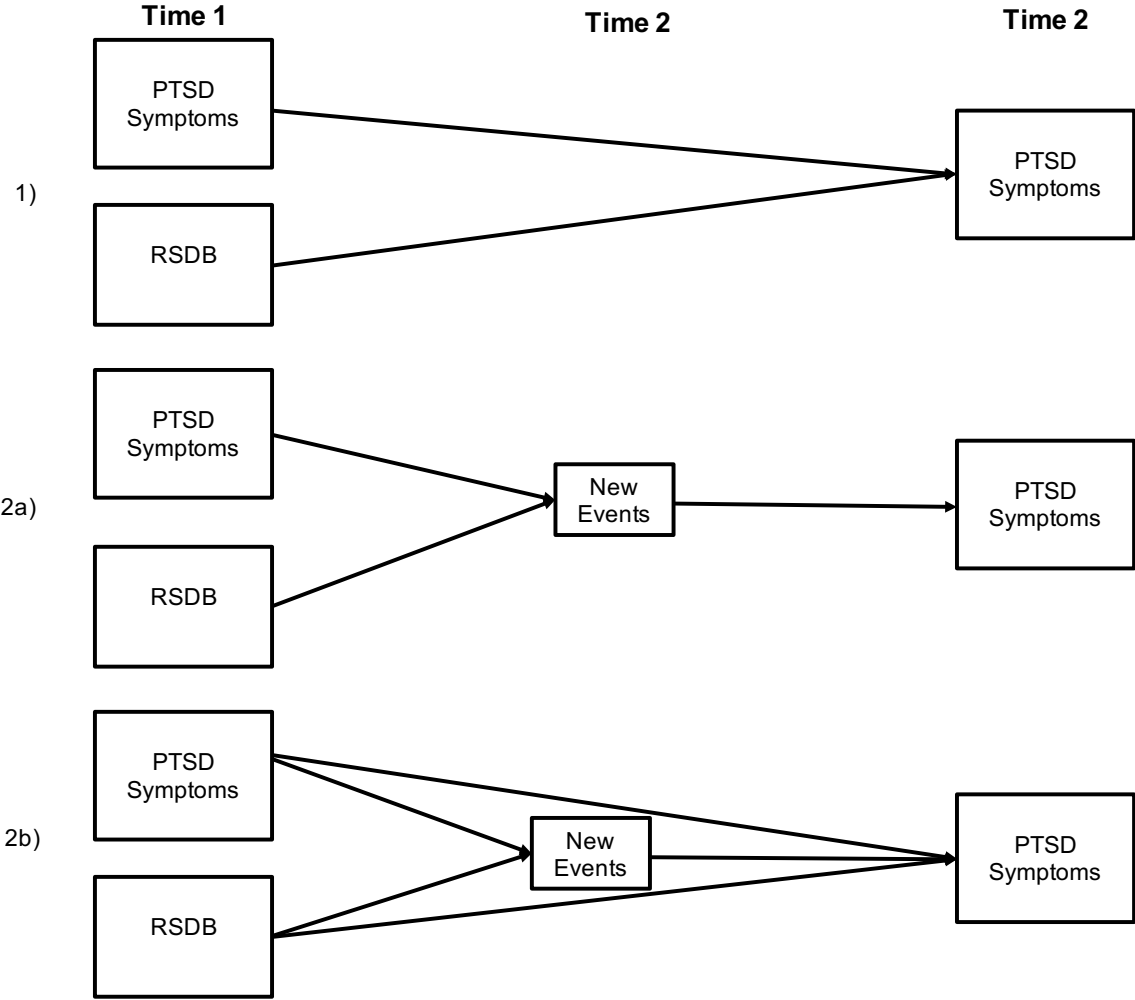 Time 1
Time 2
Time 2
PTSD
Symptoms
1)
RSDB
PTSD
Symptoms
PTSD
Symptoms
2a)
RSDB
New
Events
PTSD
Symptoms
PTSD
Symptoms
2b)
RSDB
New
Events
PTSD
Symptoms